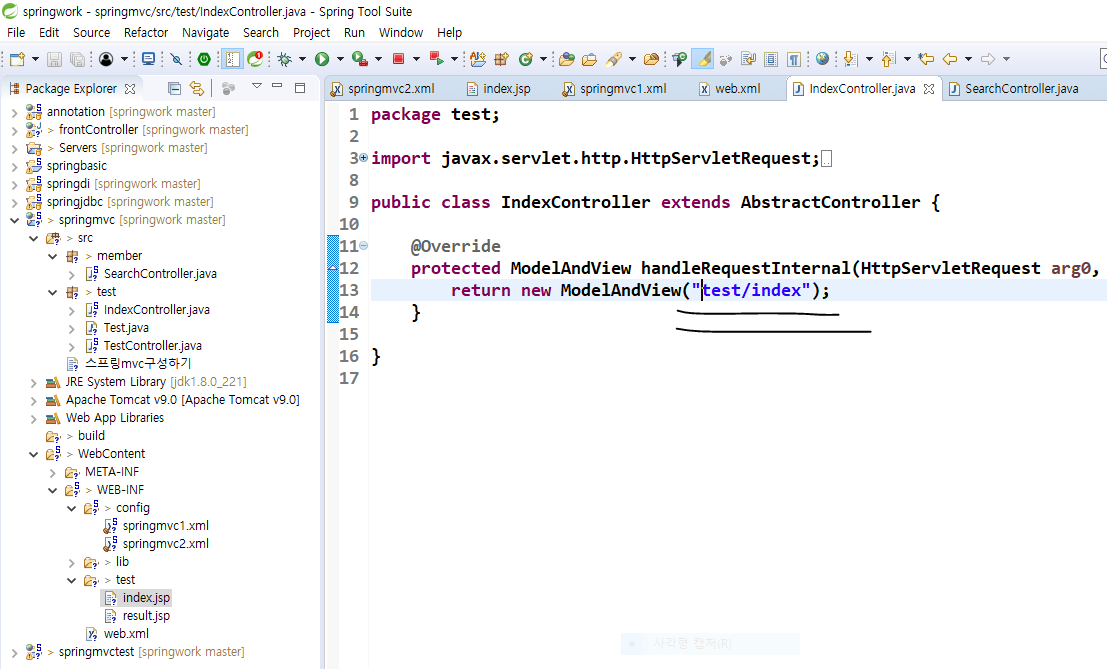 springwork - springmvc/src/test/IndexController.java - Spring Tool Suite
File Edit Source Refactor Navigate Search Project Run Window Help
Package Explorer
annotation [springwork master]
> frontController [springwork master]
> Servers [springwork master]
springbasic
springdi [springwork master]
springjdbc [springwork master]
> springmvc [springwork master]
> src
> member
SearchController.java
> test
IndexController.java
Test.java
TestController.java
스프링mvc구성하기
JRE System Library [jdk1.8.0_221]
Apache Tomcat v9.0 [Apache Tomcat v9.0]
Web App Libraries
> build
> WebContent
META-INF
> WEB-INF
> config
springmvc1.xml
springmvc2.xml
> lib
> test
index.jsp
result.jsp
web.xml
> springmvctest [springwork master]
springmvc2.xml index.jsp springmvc1.xml web.xml IndexController.java SearchController.java
1 package test;
2
3 import javax.servlet.http.HttpServletRequest;
8
9 public class IndexController extends AbstractController {
10
11 @Override
12 protected ModelAndView handleRequestInternal(HttpServletRequest arg0,
13 return new ModelAndView("test/index");
14 }
15
16 }
17
사각형 캡처(R)